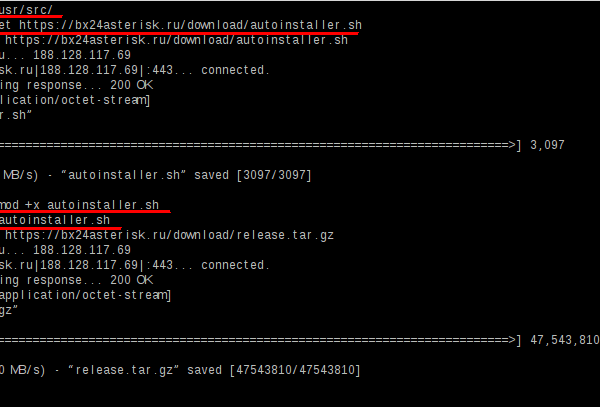 usr/src/
et https://bx24asterisk.ru/download/autoinstaller.sh
https://bx24asterisk.ru/download/autoinstaller.sh
u... 188.128.117.69
sk.ru|188.128.117.69|:443... connected.
ing response... 200 OK
lication/octet-stream]
r.sh”
=====================================================================================>] 3,097
MB/s) - “autoinstaller.sh” saved [3097/3097]
mod +x autoinstaller.sh
autoinstaller.sh
https://bx24asterisk.ru/download/release.tar.gz
u... 188.128.117.69
sk.ru|188.128.117.69|:443... connected.
ing response... 200 OK
application/octet-stream]
gz”
=====================================================================================>] 47,543,810
0 MB/s) - “release.tar.gz” saved [47543810/47543810]